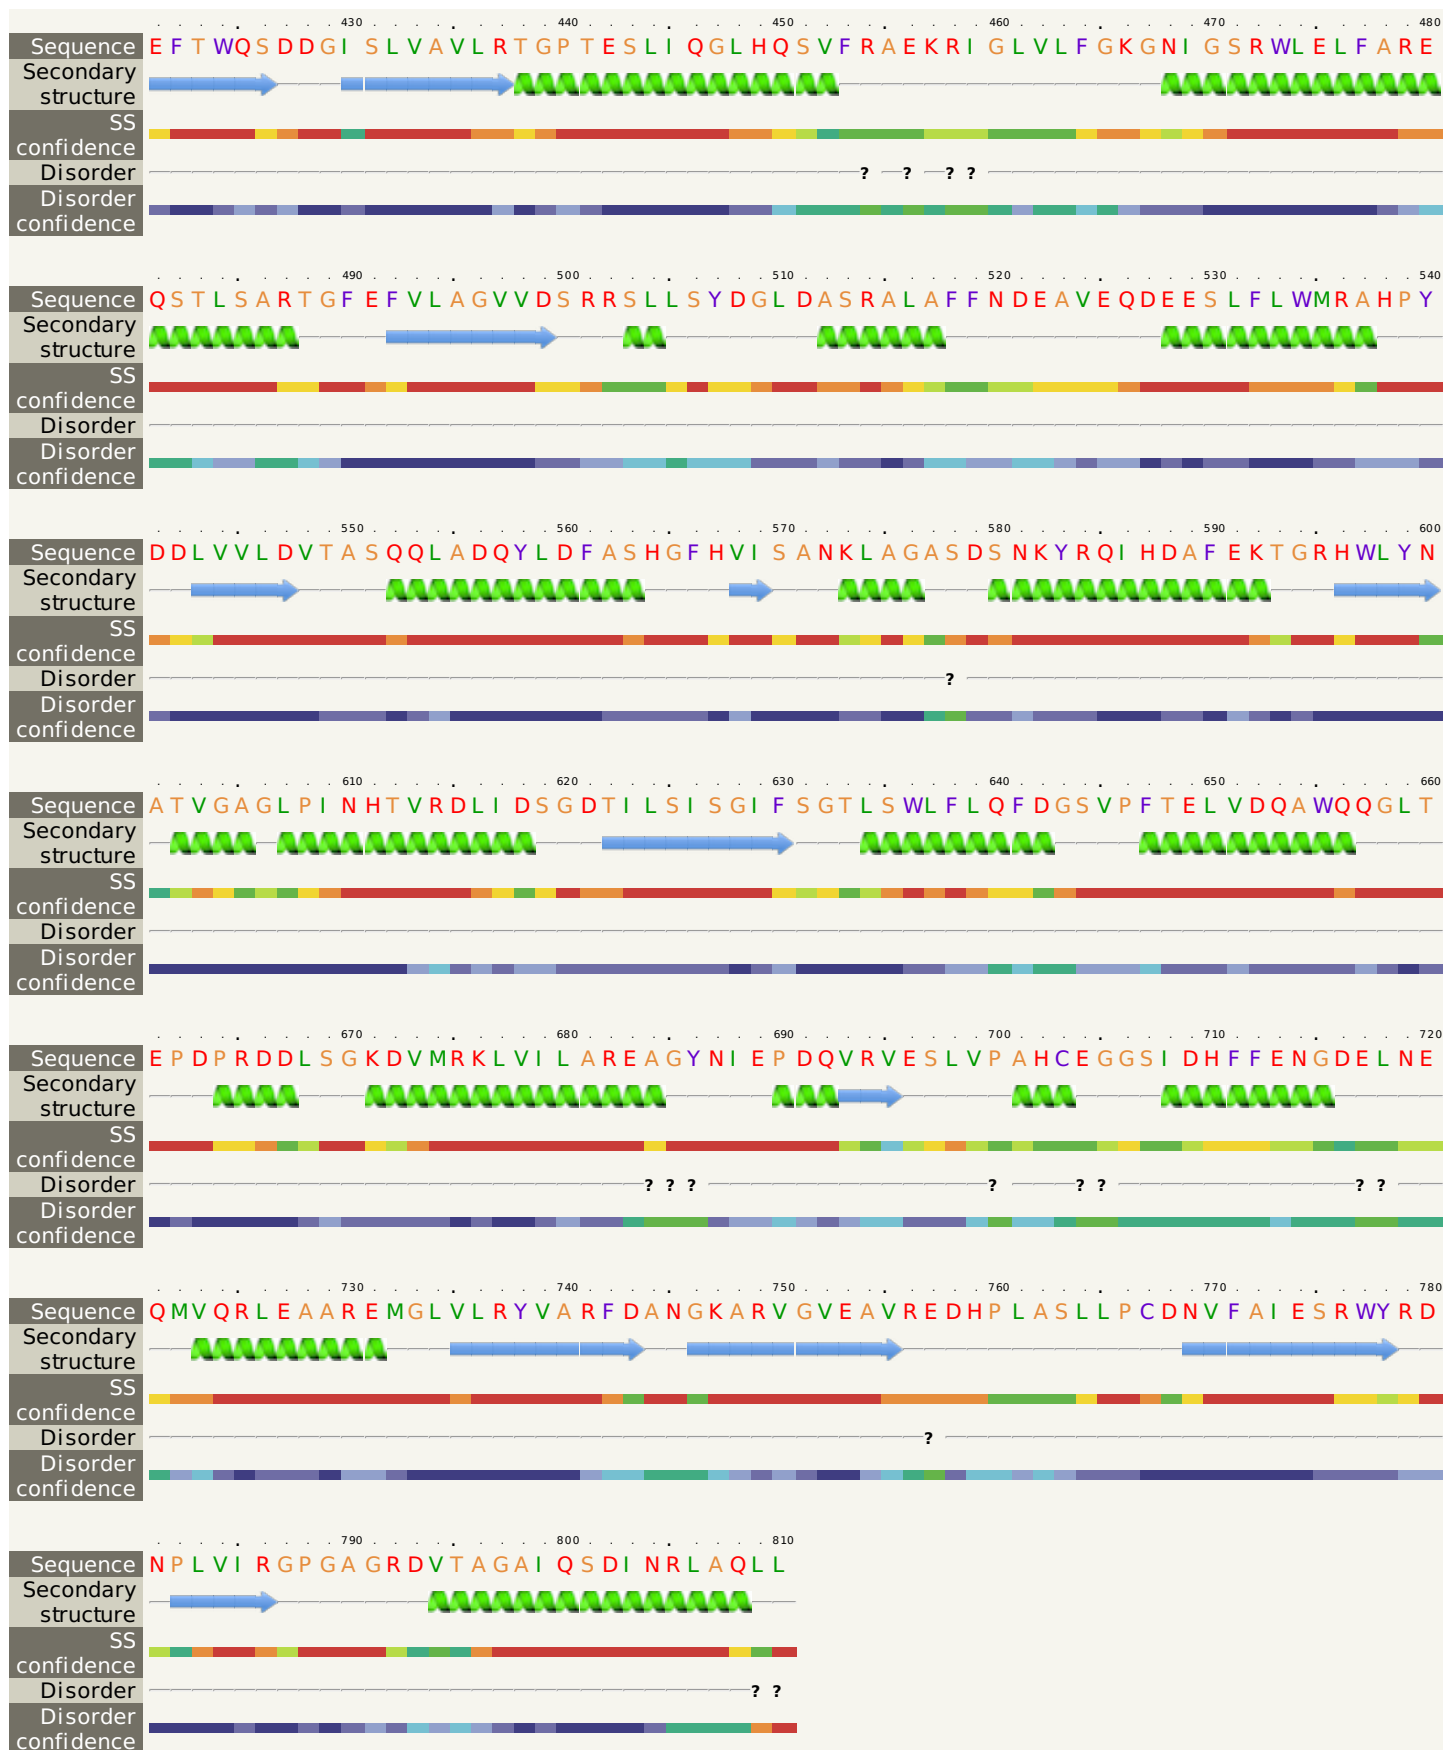 430 440 450 460 470 480
Sequence E F T W Q S D D G I S L V A V L R T G P T E S L I Q G L H Q S V F R A E K R I G L V L F G K G N I G S R W L E L F A R E
Secondary
structure
SS
confidence
Disorder ? ? ? ?
Disorder
confidence
490 500 510 520 530 540
Sequence Q S T L S A R T G F E F V L A G V V D S R R S L L S Y D G L D A S R A L A F F N D E A V E Q D E E S L F L W M R A H P Y
Secondary
structure
SS
confidence
Disorder
Disorder
confidence
550 560 570 580 590 600
Sequence D D L V V L D V T A S Q Q L A D Q Y L D F A S H G F H V I S A N K L A G A S D S N K Y R Q I H D A F E K T G R H W L Y N
Secondary
structure
SS
confidence
Disorder ?
Disorder
confidence
610 620 630 640 650 660
Sequence A T V G A G L P I N H T V R D L I D S G D T I L S I S G I F S G T L S W L F L Q F D G S V P F T E L V D Q A W Q Q G L T
Secondary
structure
SS
confidence
Disorder
Disorder
confidence
670 680 690 700 710 720
Sequence E P D P R D D L S G K D V M R K L V I L A R E A G Y N I E P D Q V R V E S L V P A H C E G G S I D H F F E N G D E L N E
Secondary
structure
SS
confidence
Disorder ? ? ? ? ? ? ? ?
Disorder
confidence
730 740 750 760 770 780
Sequence Q M V Q R L E A A R E M G L V L R Y V A R F D A N G K A R V G V E A V R E D H P L A S L L P C D N V F A I E S R W Y R D
Secondary
structure
SS
confidence
Disorder ?
Disorder
confidence
790 800 810
Sequence N P L V I R G P G A G R D V T A G A I Q S D I N R L A Q L L
Secondary
structure
SS
confidence
Disorder ? ?
Disorder
confidence